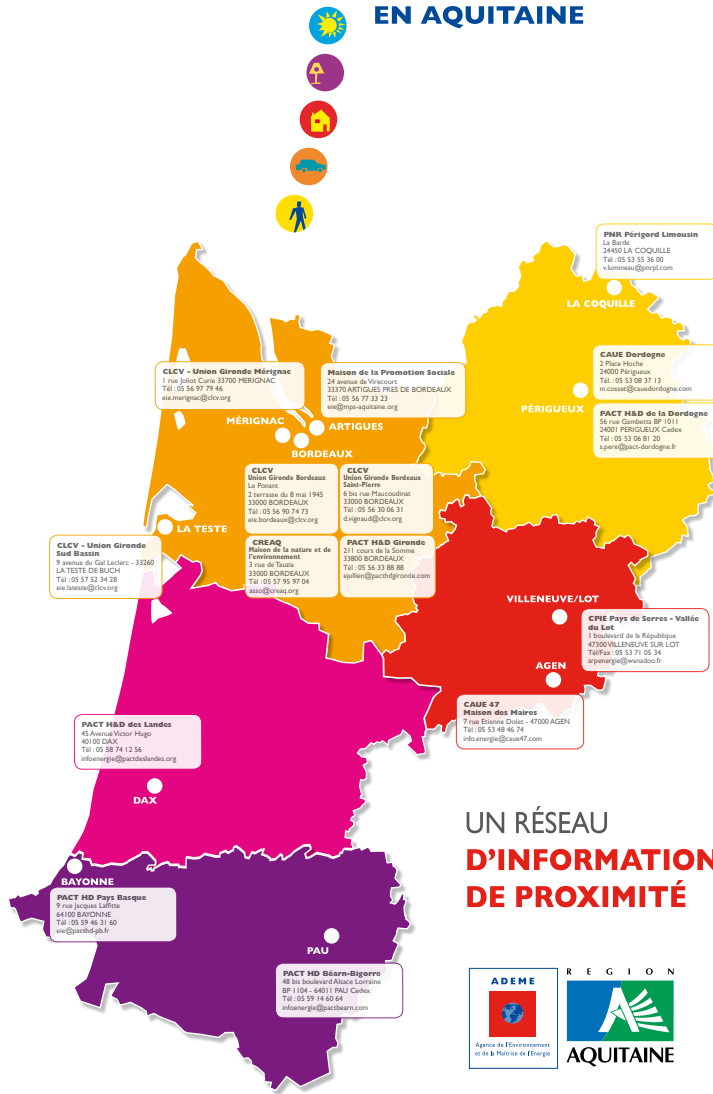 EN AQUITAINE
PNR Périgord Limousin
La Barde
24450 LA COQUILLE
Tél : 05 53 55 36 00
v.lumineau@pnrpl.com
LA COQUILLE
CAUE Dordogne
2 Place Hoche
24000 Périgueux
Tél : 05 53 08 37 13
m.cosset@cauedordogne.com
PÉRIGUEUX
PACT H&D de la Dordogne
56 rue Gambetta BP 1011
24001 PERIGUEUX Cedex
Tél : 05 53 06 81 20
s.pere@pact-dordogne.fr
CLCV - Union Gironde Mérignac
1 rue Joliot Curie 33700 MERIGNAC
Tél : 05 56 97 79 46
eie.merignac@clcv.org
Maison de la Promotion Sociale
24 avenue de Virecourt
33370 ARTIGUES PRES DE BORDEAUX
Tél : 05 56 77 33 23
eie@mps-aquitaine.org
MÉRIGNAC
ARTIGUES
BORDEAUX
CLCV
Union Gironde Bordeaux
Le Ponant
2 terrasse du 8 mai 1945
33000 BORDEAUX
Tél : 05 56 90 74 73
eie.bordeaux@clcv.org
CLCV
Union Gironde Bordeaux
Saint-Pierre
6 bis rue Maucoudinat
33000 BORDEAUX
Tél : 05 56 30 06 31
d.vignaud@clcv.org
LA TESTE
CLCV - Union Gironde
Sud Bassin
9 avenue du Gal Leclerc - 33260
LA TESTE DE BUCH
Tél : 05 57 52 34 28
eie.lateste@clcv.org
CREAQ
Maison de la nature et de
l'environnement
3 rue de Tauzia
33000 BORDEAUX
Tél : 05 57 95 97 04
asso@creaq.org
PACT H&D Gironde
211 cours de la Somme
33800 BORDEAUX
Tél : 05 56 33 88 88
ejullien@pacthdgironde.com
VILLENEUVE/LOT
CPIE Pays de Serres - Vallée
du Lot
1 boulevard de la République
47300 VILLENEUVE SUR LOT
Tél/Fax : 05 53 71 05 34
arpenergie@wanadoo.fr
AGEN
CAUE 47
Maison des Maires
7 rue Etienne Dolet - 47000 AGEN
Tél : 05 53 48 46 74
info.energie@caue47.com
PACT H&D des Landes
45 Avenue Victor Hugo
40100 DAX
Tél : 05 58 74 12 56
infoenergie@pactdeslandes.org
DAX
UN RÉSEAU
D'INFORMATION
DE PROXIMITÉ
BAYONNE
PACT HD Pays Basque
9 rue Jacques Laffitte
64100 BAYONNE
Tél : 05 59 46 31 60
eie@pacthd-pb.fr
PAU
PACT HD Béarn-Bigorre
48 bis boulevard Alsace Lorraine
BP 1104 - 64011 PAU Cedex
Tél : 05 59 14 60 64
infoenergie@pactbearn.com
ADEME
Agence de l'Environnement
et de la Maîtrise de l'Energie
REGION
AQUITAINE